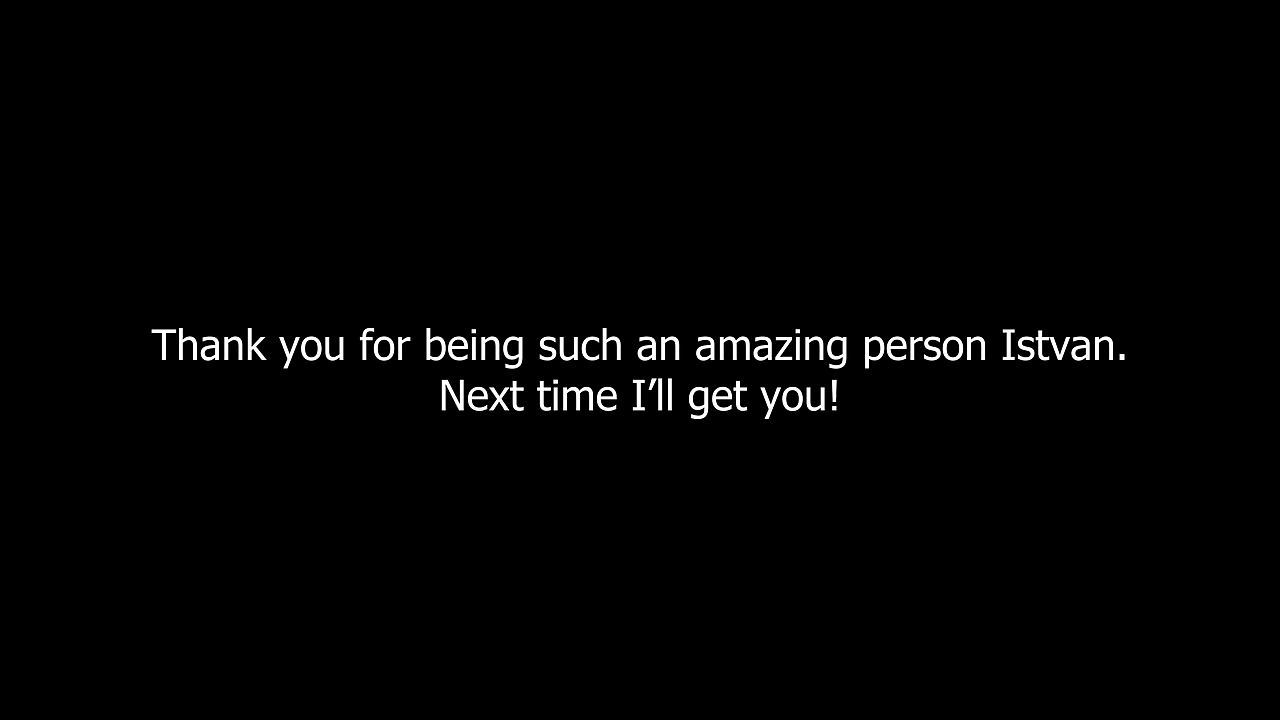 Thank you for being such an amazing person Istvan.
Next time I’ll get you!